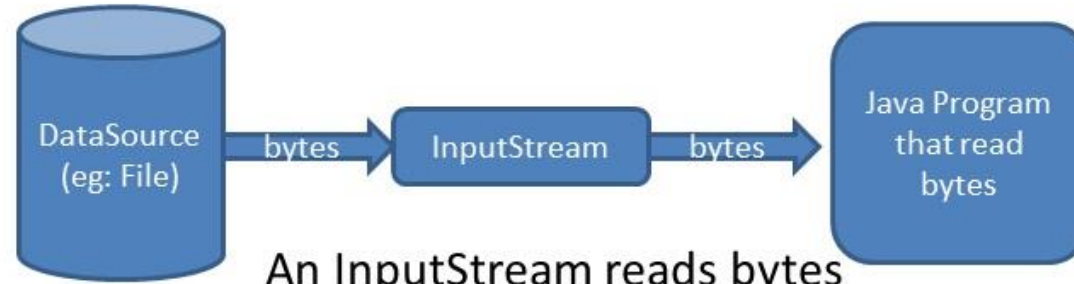 DataSource
(eg: File)
bytes
InputStream
bytes
Java Program
that read
bytes
An InputStream reads bytes